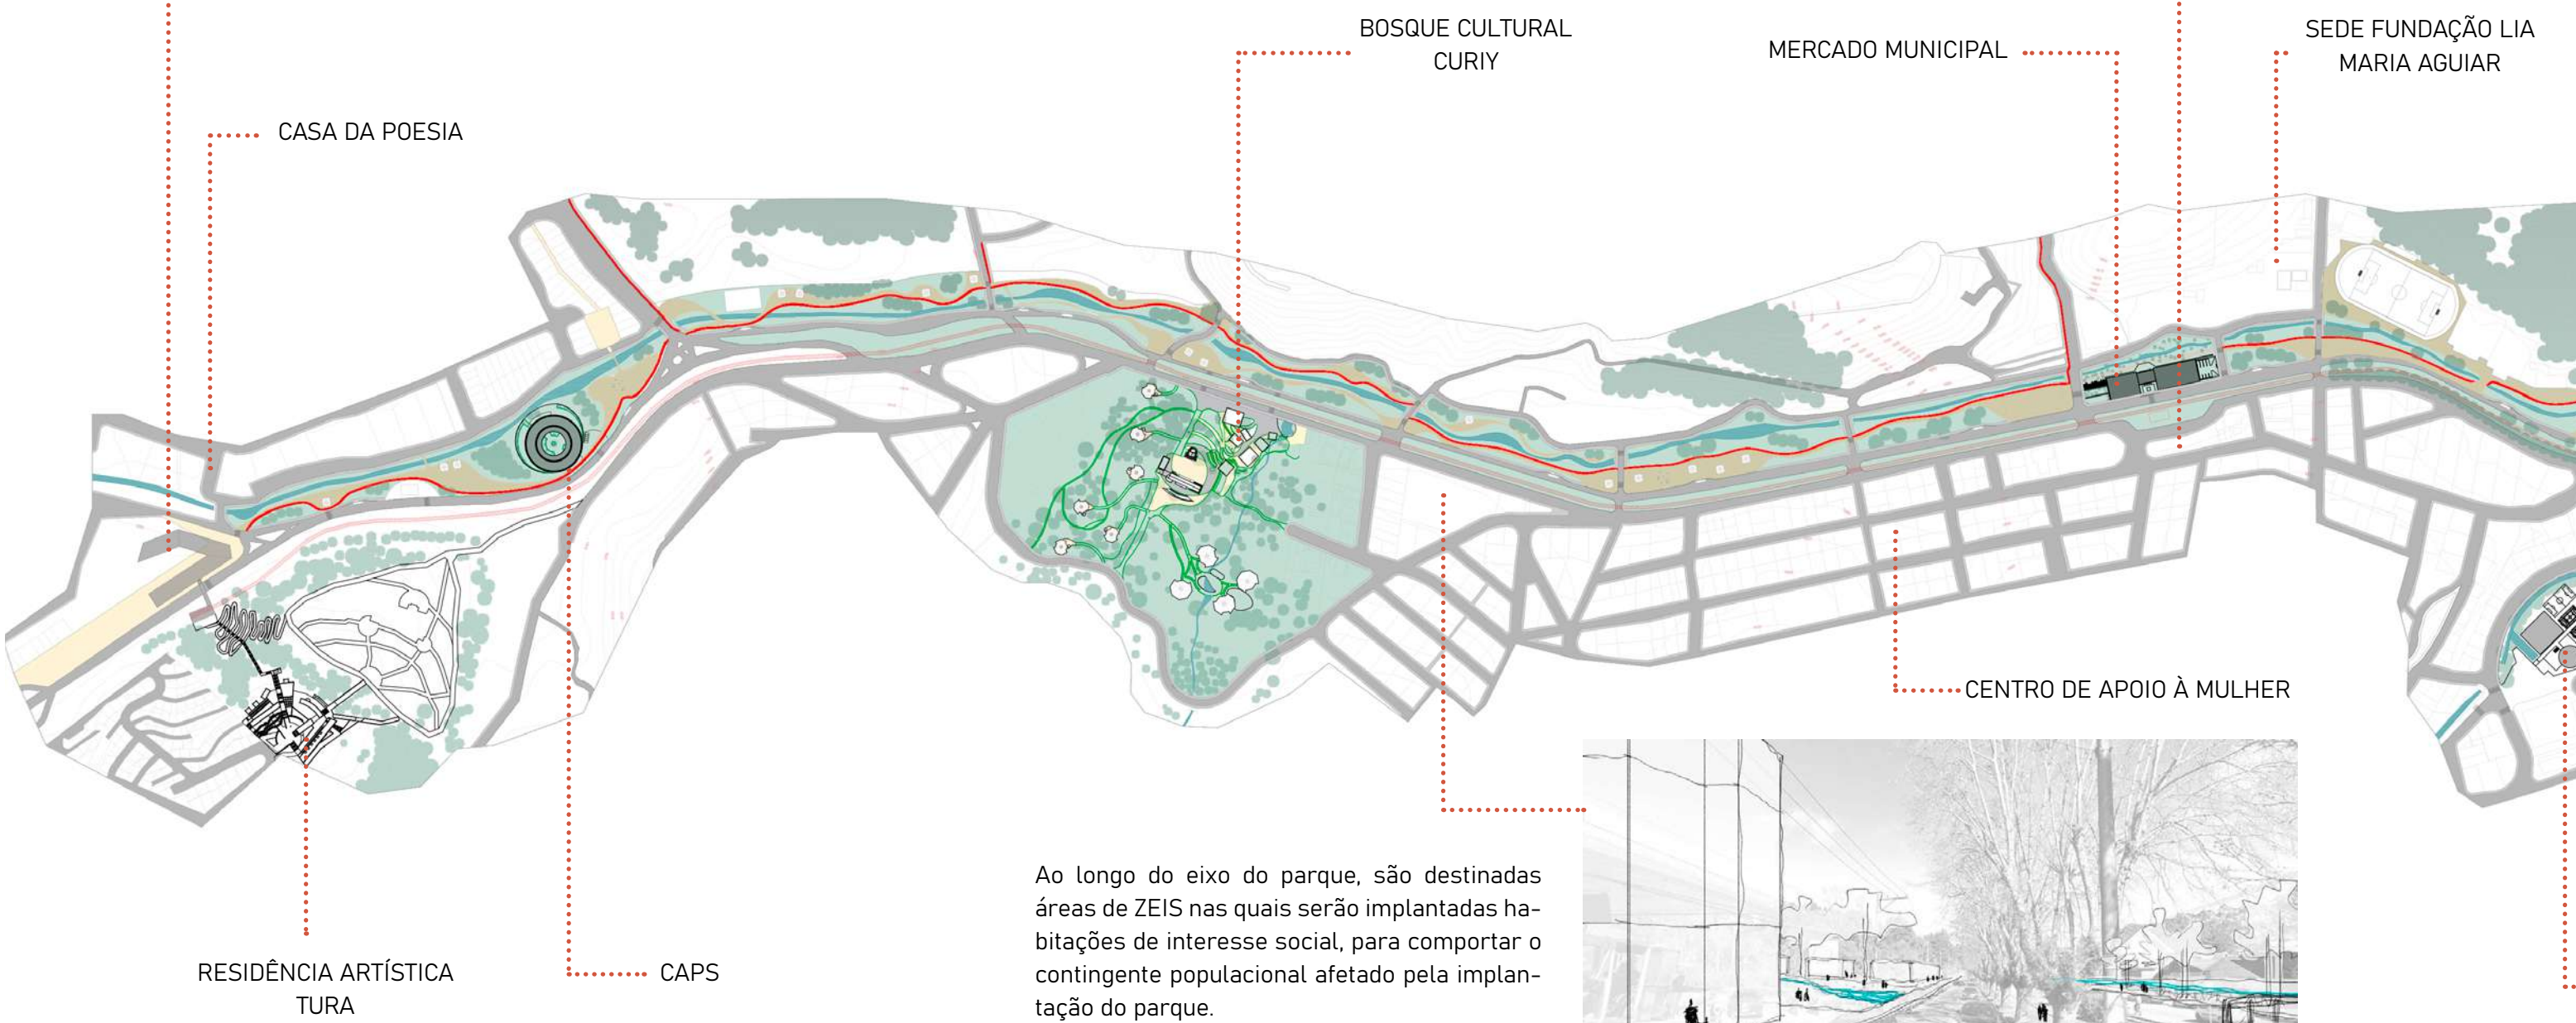 BOSQUE CULTURAL
CURIY
MERCADO MUNICIPAL
SEDE FUNDAÇÃO LIA
MARIA AGUIAR
CASA DA POESIA
CENTRO DE APOIO À MULHER
Ao longo do eixo do parque, são destinadas
áreas de ZEIS nas quais serão implantadas ha-
bitações de interesse social, para comportar o
contingente populacional afetado pela implan-
tação do parque.
RESIDÊNCIA ARTÍSTICA
TURA
CAPS